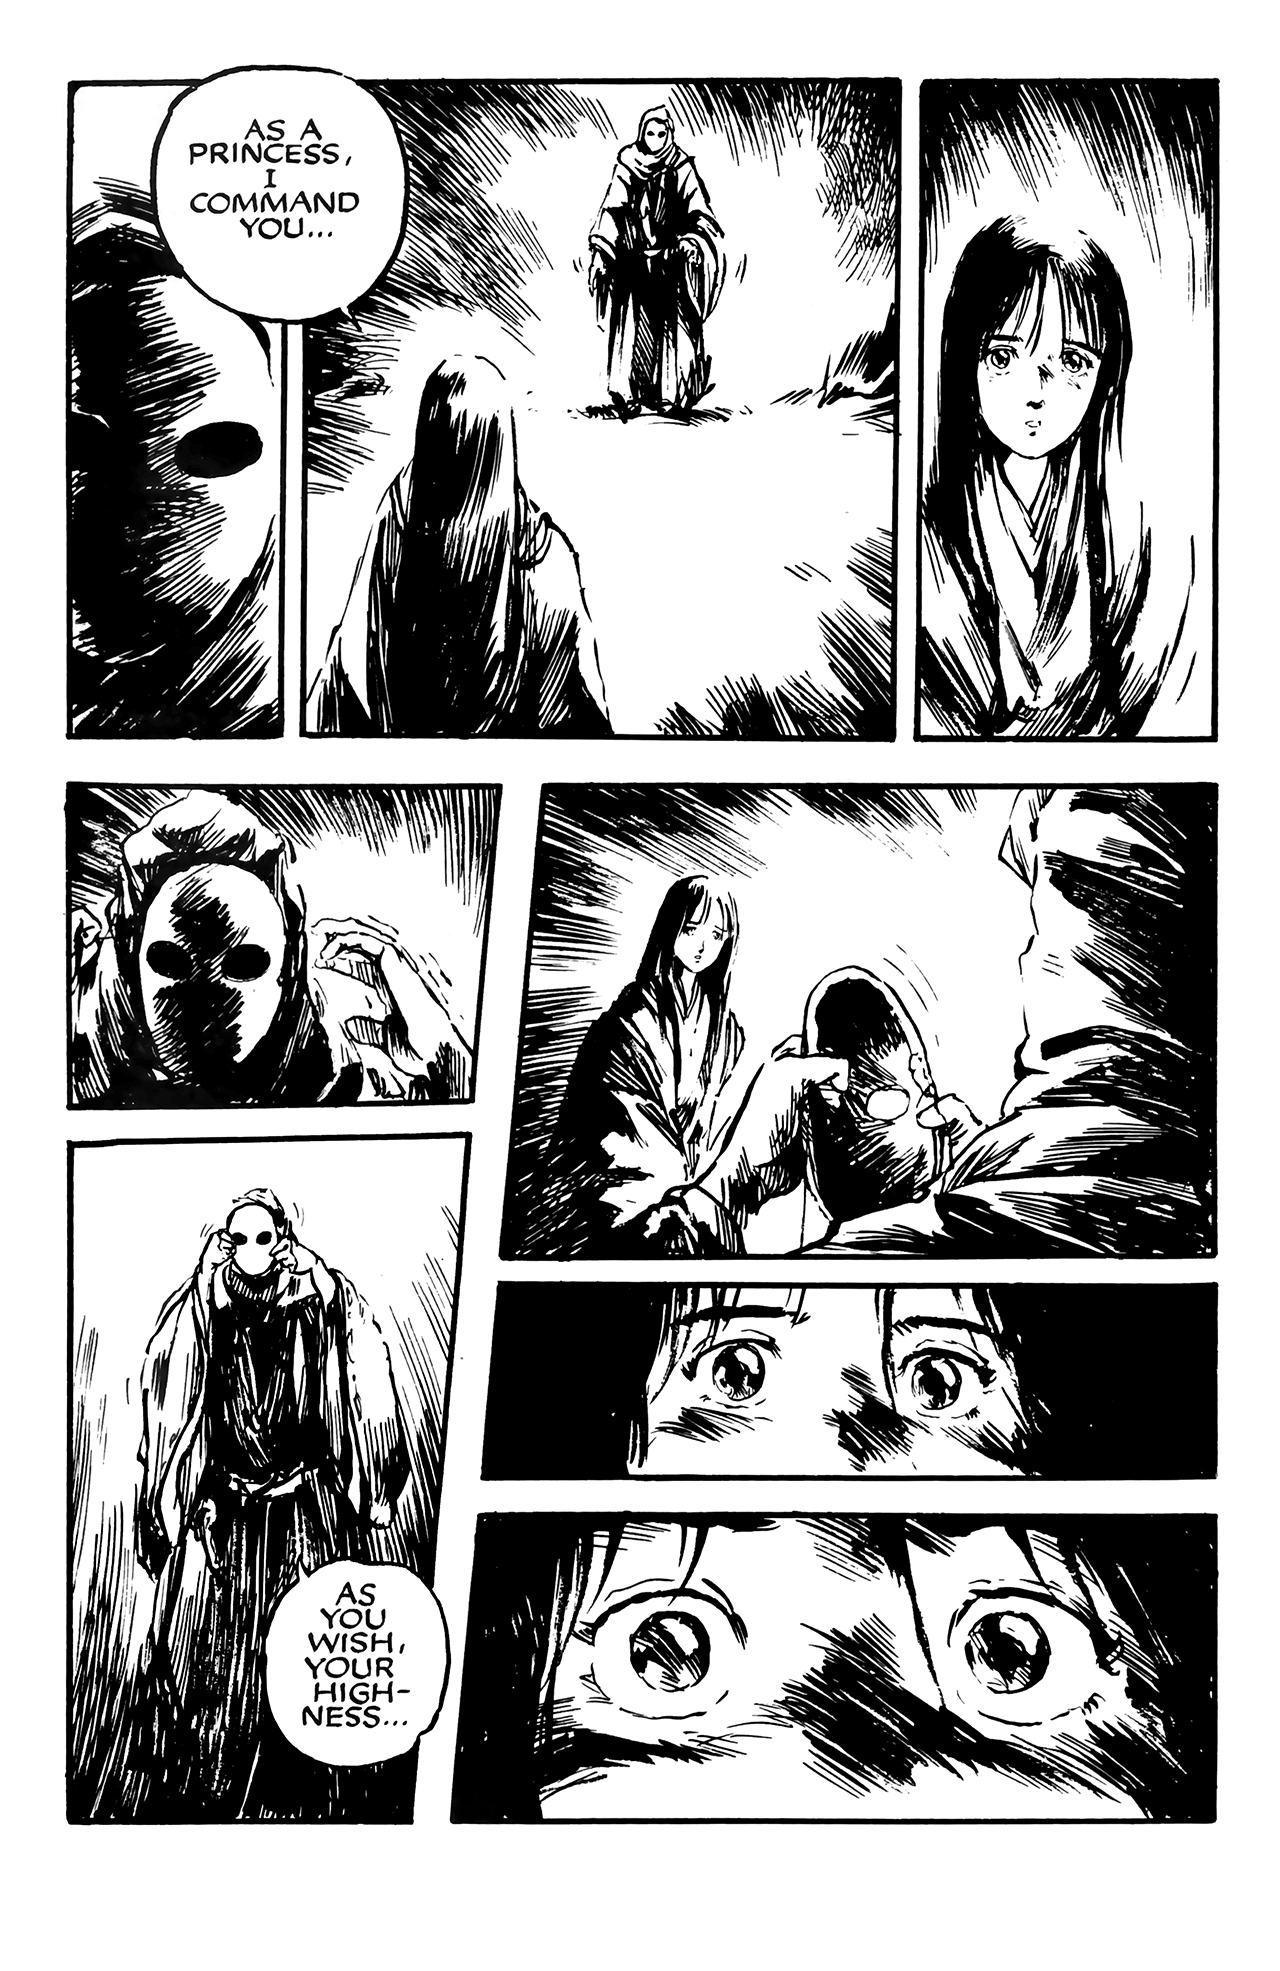 AS A
PRINCESS,
I
COMMAND
YOU...
AS
YOU
WISH,
YOUR
HIGH-
NESS...